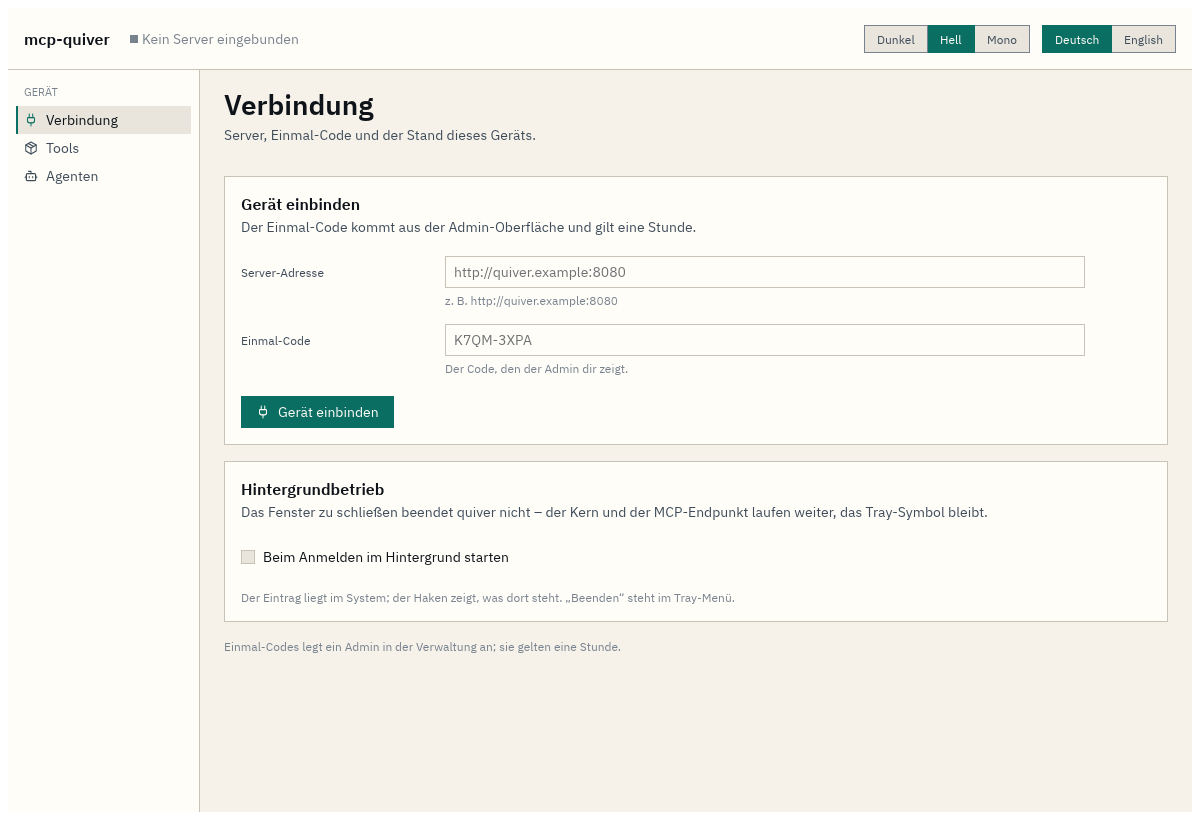 mcp-quiver
Kein Server eingebunden
Dunkel
Hell
Mono
Deutsch
English
GERÄT
Verbindung
Tools
Agenten
Verbindung
Server, Einmal-Code und der Stand dieses Geräts.
Gerät einbinden
Der Einmal-Code kommt aus der Admin-Oberfläche und gilt eine Stunde.
Server-Adresse
http://quiver.example:8080
z. B. http://quiver.example:8080
Einmal-Code
K7QM-3XPA
Der Code, den der Admin dir zeigt.
Gerät einbinden
Hintergrundbetrieb
Das Fenster zu schließen beendet quiver nicht – der Kern und der MCP-Endpunkt laufen weiter, das Tray-Symbol bleibt.
Beim Anmelden im Hintergrund starten
Der Eintrag liegt im System; der Haken zeigt, was dort steht. „Beenden“ steht im Tray-Menü.
Einmal-Codes legt ein Admin in der Verwaltung an; sie gelten eine Stunde.